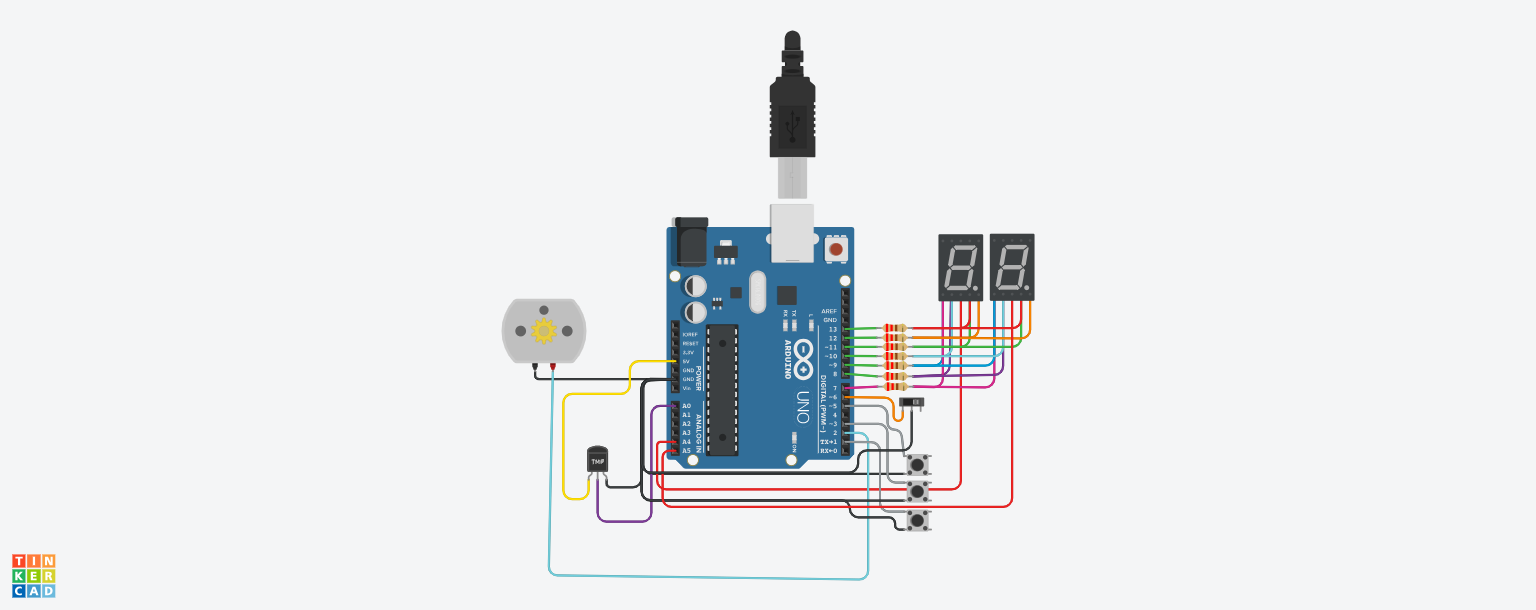 AREF
GND
13
12
~11
~10
~9
8
7
~6
~5
4
~3
2
TX→1
RX←0
DIGITAL (PWM~)
IOREF
RESET
3.3V
5V
GND
GND
Vin
POWER
A0
A1
A2
A3
A4
A5
ANALOG IN
RX
TX
L
ARDUINO
UNO
ON
TMP
TIN
KER
CAD